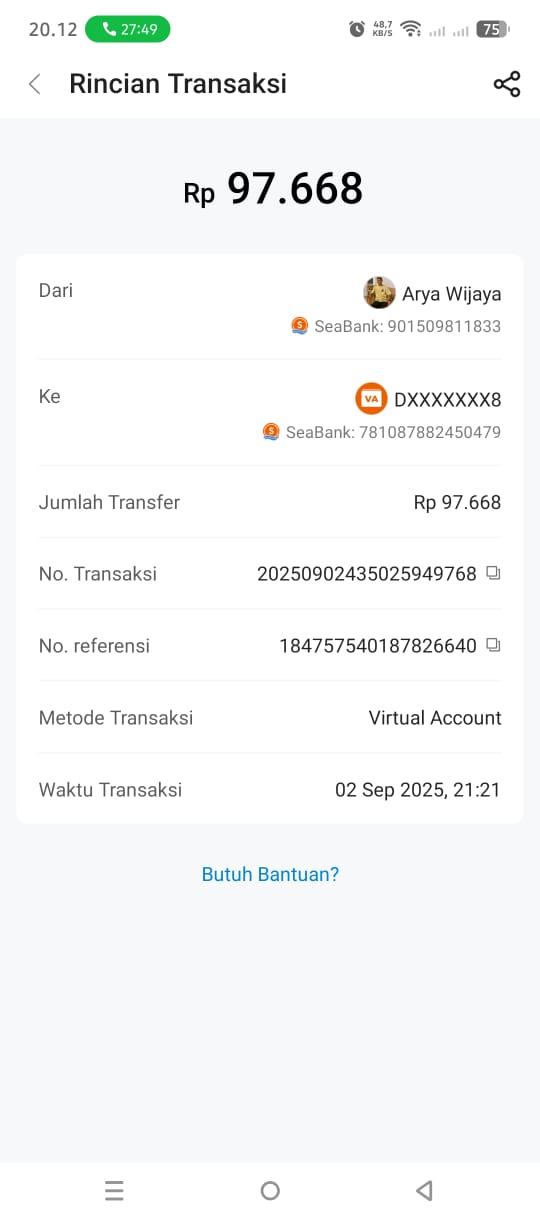 20.12 27:49 48,7 KB/S 75
Rincian Transaksi
Rp 97.668
Dari Arya Wijaya
SeaBank: 901509811833
Ke VA DXXXXXXX8
SeaBank: 781087882450479
Jumlah Transfer Rp 97.668
No. Transaksi 20250902435025949768
No. referensi 184757540187826640
Metode Transaksi Virtual Account
Waktu Transaksi 02 Sep 2025, 21:21
Butuh Bantuan?